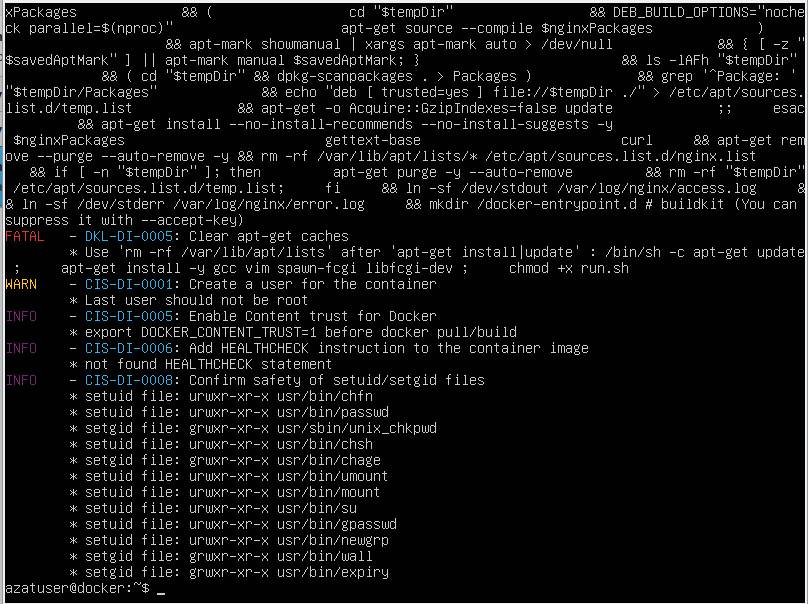 xPackages && ( cd "$tempDir" && DEB_BUILD_OPTIONS="noche
ck parallel=$(nproc)" apt-get source --compile $nginxPackages )
&& apt-mark showmanual | xargs apt-mark auto > /dev/null && { [ -z "
$savedAptMark" ] || apt-mark manual $savedAptMark; } && ls -lAFh "$tempDir"
&& ( cd "$tempDir" && dpkg-scanpackages . > Packages ) && grep '^Package: '
"$tempDir/Packages" && echo "deb [ trusted=yes ] file://$tempDir ./" > /etc/apt/sources.
list.d/temp.list && apt-get -o Acquire::GzipIndexes=false update ;; esac
&& apt-get install --no-install-recommends --no-install-suggests -y
$nginxPackages gettext-base curl && apt-get rem
ove --purge --auto-remove -y && rm -rf /var/lib/apt/lists/* /etc/apt/sources.list.d/nginx.list
&& if [ -n "$tempDir" ]; then apt-get purge -y --auto-remove && rm -rf "$tempDir"
/etc/apt/sources.list.d/temp.list; fi && ln -sf /dev/stdout /var/log/nginx/access.log &
& ln -sf /dev/stderr /var/log/nginx/error.log && mkdir /docker-entrypoint.d # buildkit (You can
suppress it with --accept-key)
FATAL - DKL-DI-0005: Clear apt-get caches
* Use 'rm -rf /var/lib/apt/lists' after 'apt-get install|update' : /bin/sh -c apt-get update
; apt-get install -y gcc vim spawn-fcgi libfcgi-dev ; chmod +x run.sh
WARN - CIS-DI-0001: Create a user for the container
* Last user should not be root
INFO - CIS-DI-0005: Enable Content trust for Docker
* export DOCKER_CONTENT_TRUST=1 before docker pull/build
INFO - CIS-DI-0006: Add HEALTHCHECK instruction to the container image
* not found HEALTHCHECK statement
INFO - CIS-DI-0008: Confirm safety of setuid/setgid files
* setuid file: urwxr-xr-x usr/bin/chfn
* setuid file: urwxr-xr-x usr/bin/passwd
* setgid file: grwxr-xr-x usr/sbin/unix_chkpwd
* setuid file: urwxr-xr-x usr/bin/chsh
* setgid file: grwxr-xr-x usr/bin/chage
* setuid file: urwxr-xr-x usr/bin/umount
* setuid file: urwxr-xr-x usr/bin/mount
* setuid file: urwxr-xr-x usr/bin/su
* setuid file: urwxr-xr-x usr/bin/gpasswd
* setuid file: urwxr-xr-x usr/bin/newgrp
* setgid file: grwxr-xr-x usr/bin/wall
* setgid file: grwxr-xr-x usr/bin/expiry
azatuser@docker:~$ _